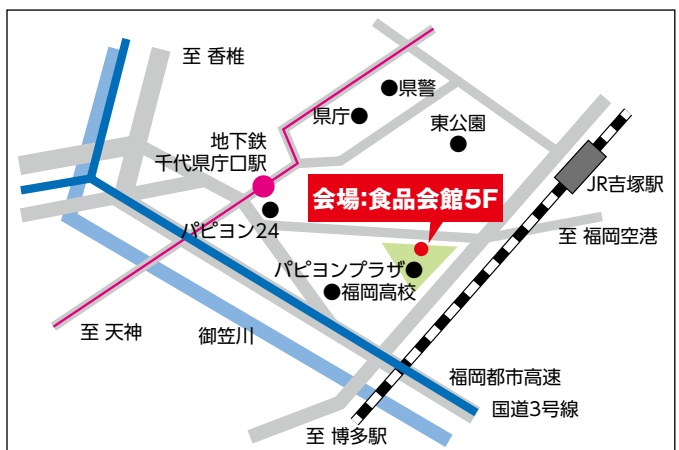 至 香椎
県警
県庁
東公園
地下鉄
千代県庁口駅
JR吉塚駅
会場:食品会館5F
パピヨン24
至 福岡空港
パピヨンプラザ
福岡高校
至 天神
御笠川
福岡都市高速
国道3号線
至 博多駅